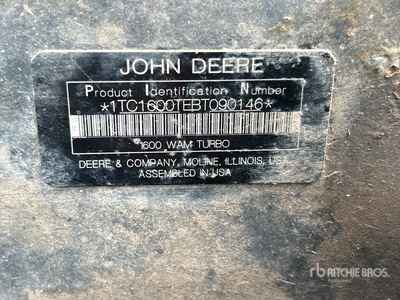 JOHN DEERE
Product Identification Number
*1TC1600TEBT090146*
1600 WAM TURBO
DEERE & COMPANY, MOLINE, ILLINOIS, USA
ASSEMBLED IN USA
rb RITCHIE BROS.